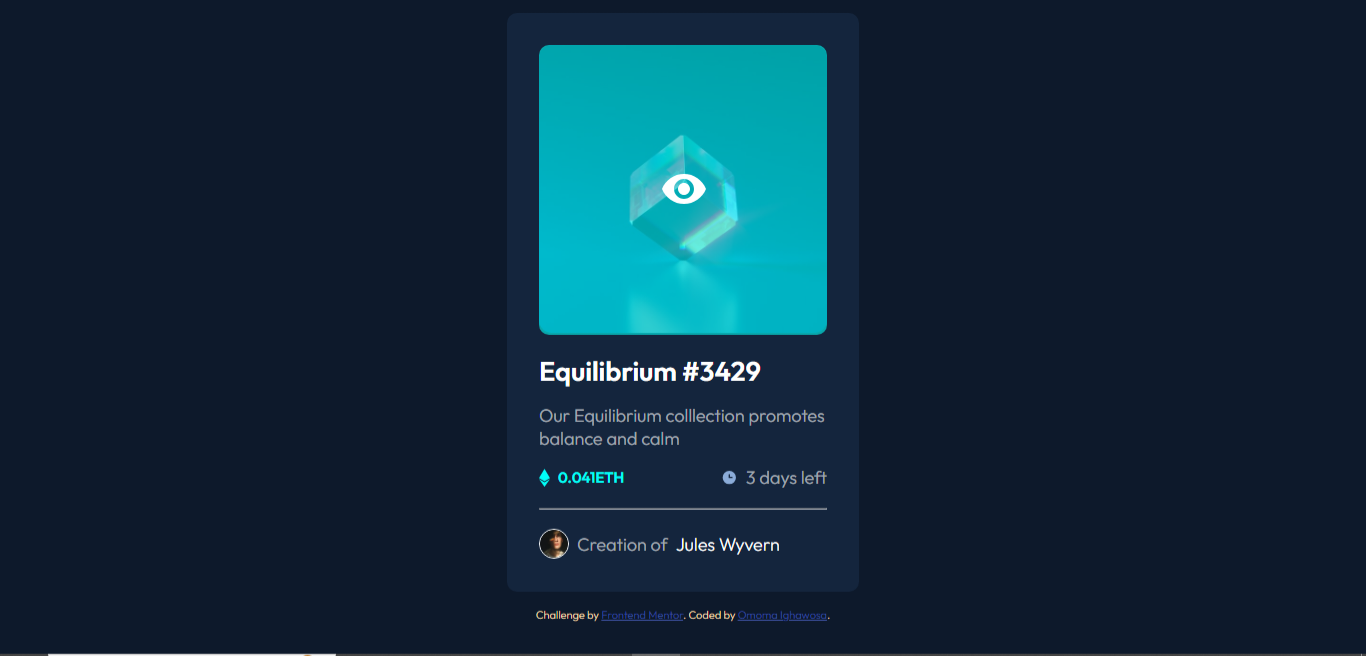 Equilibrium #3429
Our Equilibrium colllection promotes
balance and calm
0.041ETH
3 days left
Creation of Jules Wyvern
Challenge by Frontend Mentor. Coded by Omoma Ighawosa.